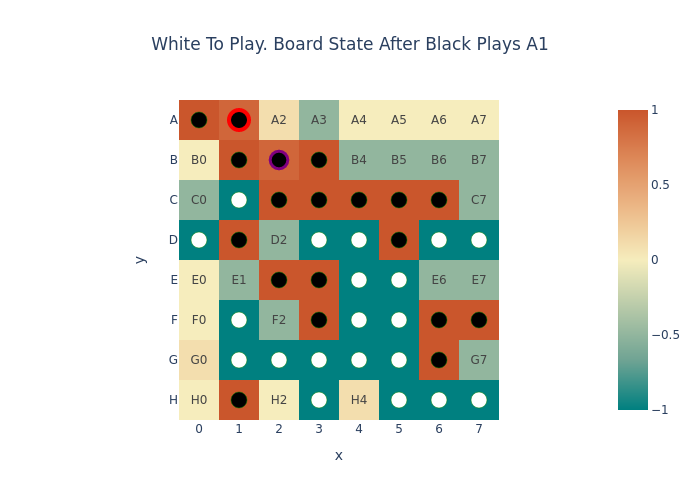 White To Play. Board State After Black Plays A1
A A2 A3 A4 A5 A6 A7 1
B B0 B4 B5 B6 B7
C C0 C7 0.5
D D2
y E E0 E1 E6 E7 0
F F0 F2 −0.5
G G0 G7
H H0 H2 H4 −1
0 1 2 3 4 5 6 7
x